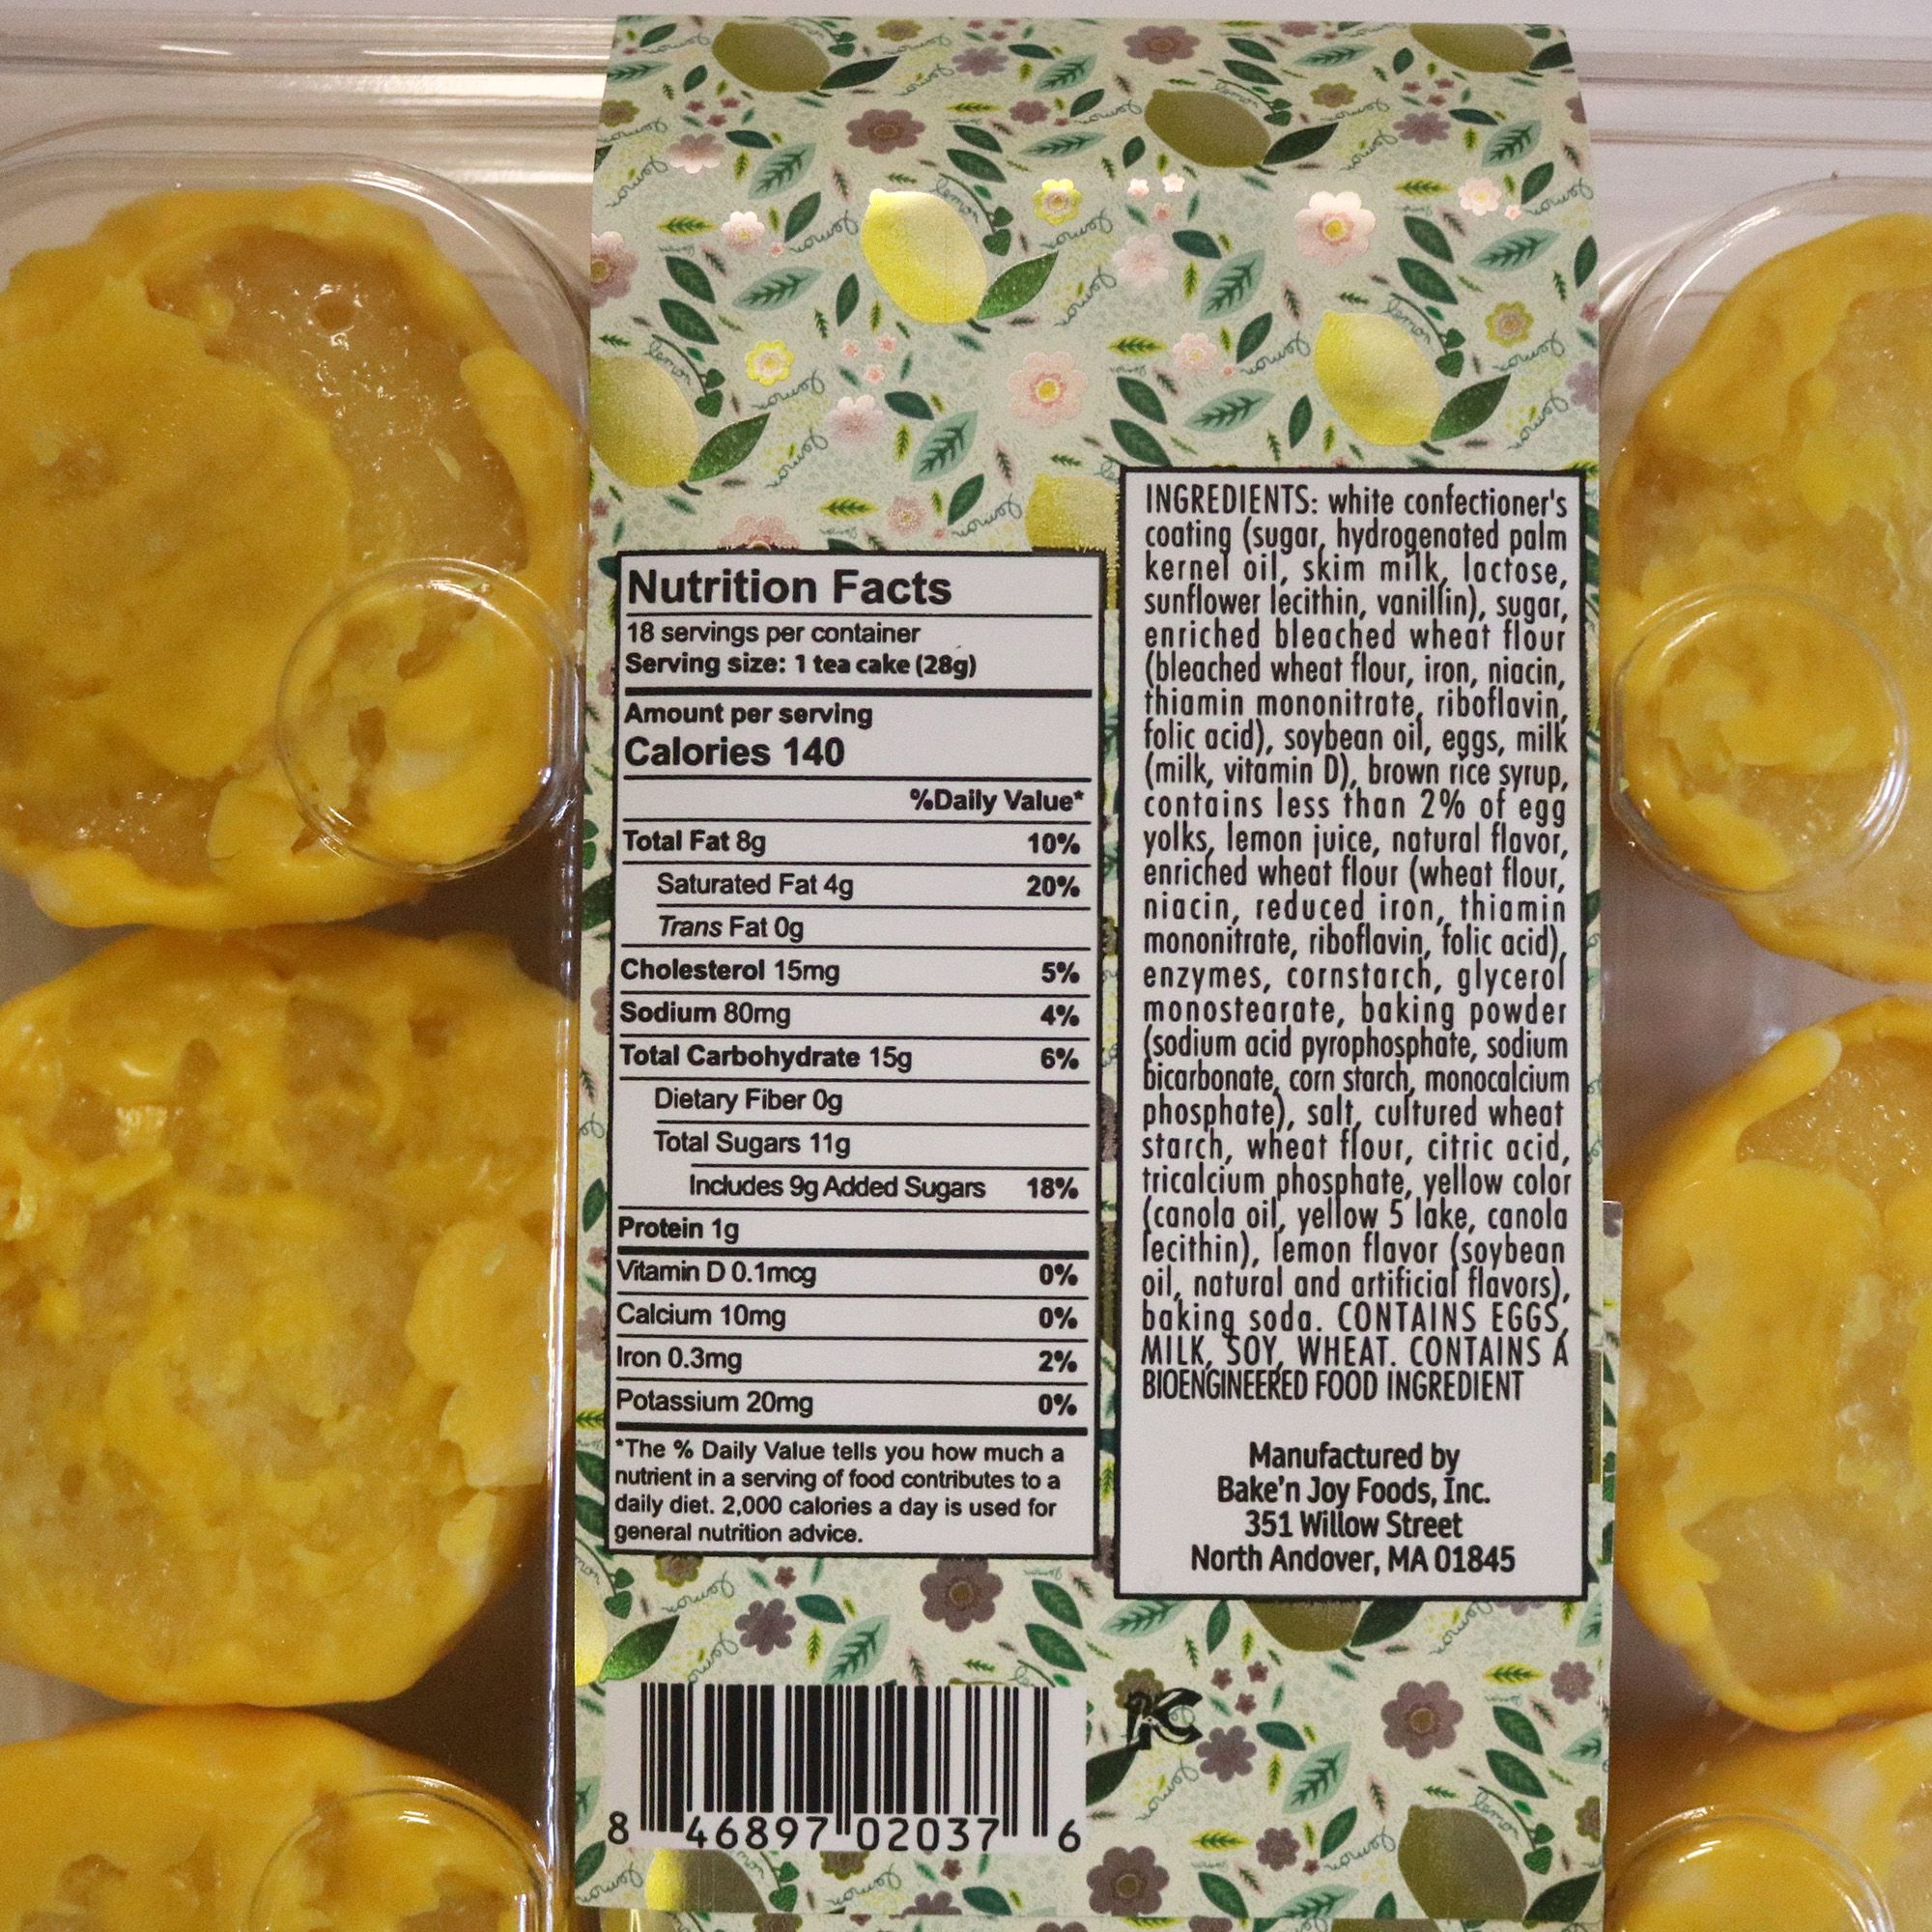 Nutrition Facts
18 servings per container
Serving size: 1 tea cake (28g)
Amount per serving
Calories 140
%Daily Value*
Total Fat 8g 10%
Saturated Fat 4g 20%
Trans Fat 0g
Cholesterol 15mg 5%
Sodium 80mg 4%
Total Carbohydrate 15g 6%
Dietary Fiber 0g
Total Sugars 11g
Includes 9g Added Sugars 18%
Protein 1g
Vitamin D 0.1mcg 0%
Calcium 10mg 0%
Iron 0.3mg 2%
Potassium 20mg 0%
*The % Daily Value tells you how much a
nutrient in a serving of food contributes to a
daily diet. 2,000 calories a day is used for
general nutrition advice.
INGREDIENTS: white confectioner's
coating (sugar, hydrogenated palm
kernel oil, skim milk, lactose,
sunflower lecithin, vanillin), sugar,
enriched bleached wheat flour
(bleached wheat flour, iron, niacin,
thiamin mononitrate, riboflavin,
folic acid), soybean oil, eggs, milk
(milk, vitamin D), brown rice syrup,
contains less than 2% of egg
yolks, lemon juice, natural flavor,
enriched wheat flour (wheat flour,
niacin, reduced iron, thiamin
mononitrate, riboflavin, folic acid),
enzymes, cornstarch, glycerol
monostearate, baking powder
(sodium acid pyrophosphate, sodium
bicarbonate, corn starch, monocalcium
phosphate), salt, cultured wheat
starch, wheat flour, citric acid,
tricalcium phosphate, yellow color
(canola oil, yellow 5 lake, canola
lecithin), lemon flavor (soybean
oil, natural and artificial flavors),
baking soda. CONTAINS EGGS,
MILK, SOY, WHEAT. CONTAINS A
BIOENGINEERED FOOD INGREDIENT
Manufactured by
Bake'n Joy Foods, Inc.
351 Willow Street
North Andover, MA 01845
8 46897 02037 6